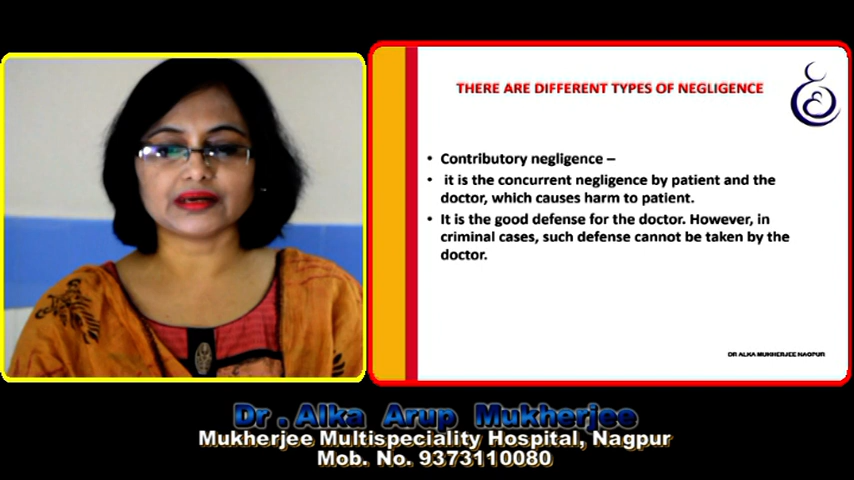 THERE ARE DIFFERENT TYPES OF NEGLIGENCE
• Contributory negligence –
• it is the concurrent negligence by patient and the
doctor, which causes harm to patient.
• It is the good defense for the doctor. However, in
criminal cases, such defense cannot be taken by the
doctor.
DR ALKA MUKHERJEE NAGPUR
Dr . Alka Arup Mukherjee
Mukherjee Multispeciality Hospital, Nagpur
Mob. No. 9373110080